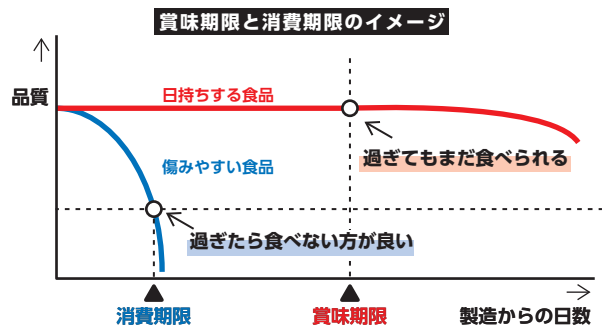 賞味期限と消費期限のイメージ
品質
日持ちする食品
過ぎてもまだ食べられる
傷みやすい食品
過ぎたら食べない方が良い
消費期限
賞味期限
製造からの日数